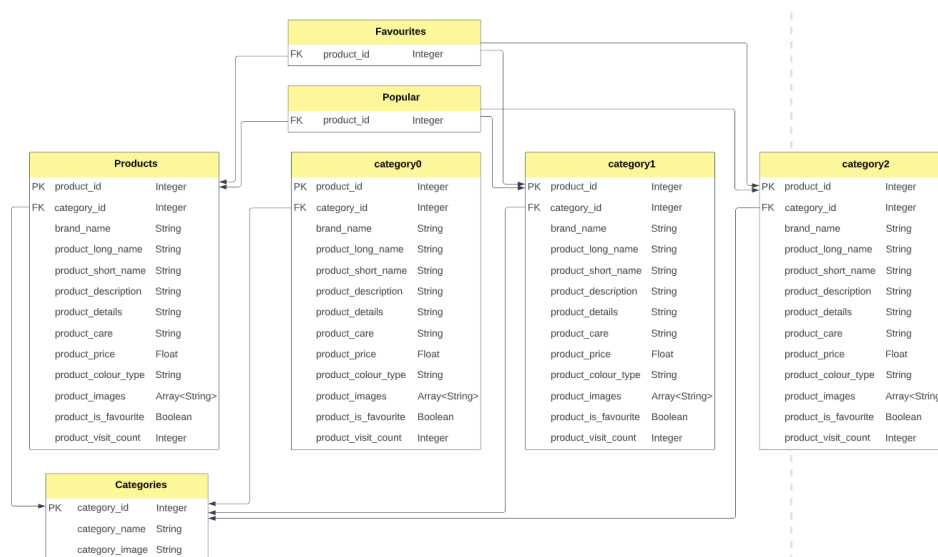 Favourites
FK product_id Integer
Popular
FK product_id Integer
Products
PK product_id Integer
FK category_id Integer
brand_name String
product_long_name String
product_short_name String
product_description String
product_details String
product_care String
product_price Float
product_colour_type String
product_images Array<String>
product_is_favourite Boolean
product_visit_count Integer
category0
PK product_id Integer
FK category_id Integer
brand_name String
product_long_name String
product_short_name String
product_description String
product_details String
product_care String
product_price Float
product_colour_type String
product_images Array<String>
product_is_favourite Boolean
product_visit_count Integer
category1
PK product_id Integer
FK category_id Integer
brand_name String
product_long_name String
product_short_name String
product_description String
product_details String
product_care String
product_price Float
product_colour_type String
product_images Array<String>
product_is_favourite Boolean
product_visit_count Integer
category2
PK product_id Integer
FK category_id Integer
brand_name String
product_long_name String
product_short_name String
product_description String
product_details String
product_care String
product_price Float
product_colour_type String
product_images Array<String
product_is_favourite Boolean
product_visit_count Integer
Categories
PK category_id Integer
category_name String
category_image String